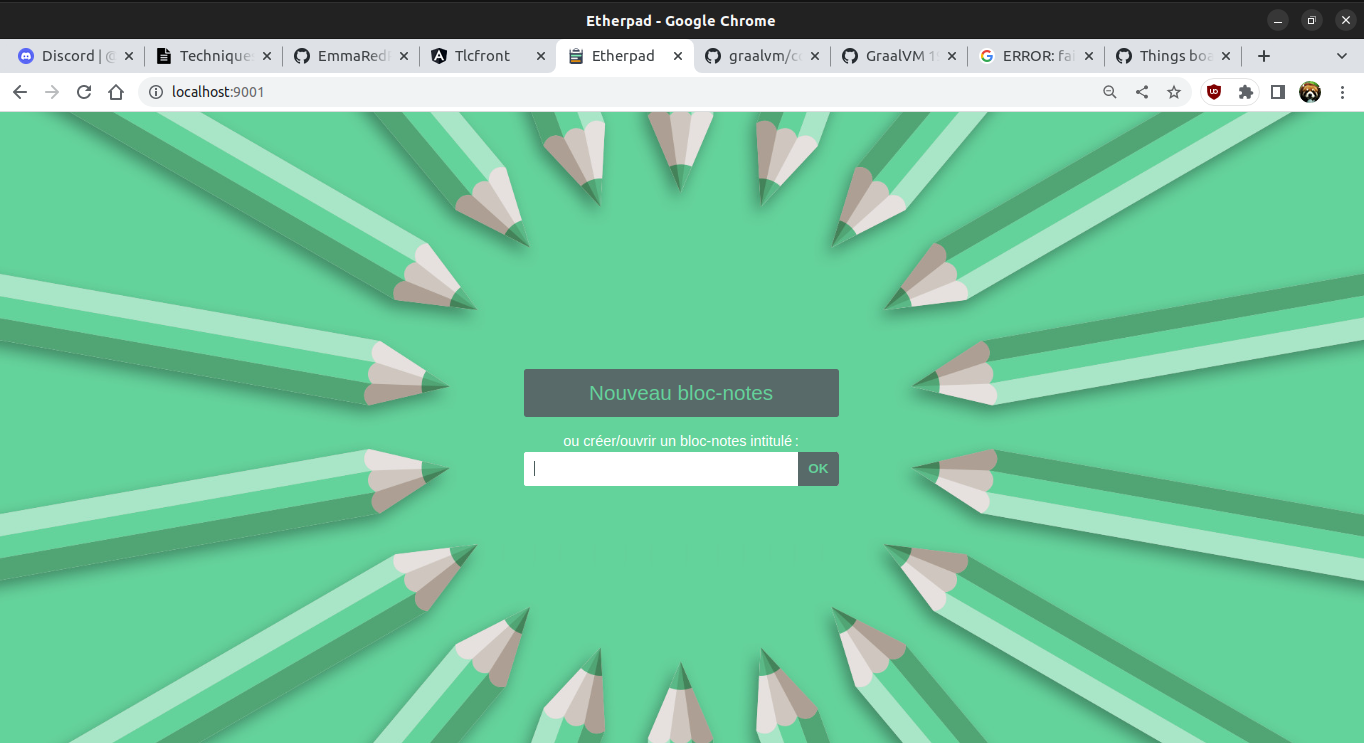 Etherpad - Google Chrome
Discord | @
Technique
EmmaRed
Tlcfront
Etherpad
graalvm/c
GraalVM 1
ERROR: fai
Things boa
localhost:9001
Nouveau bloc-notes
ou créer/ouvrir un bloc-notes intitulé :
OK